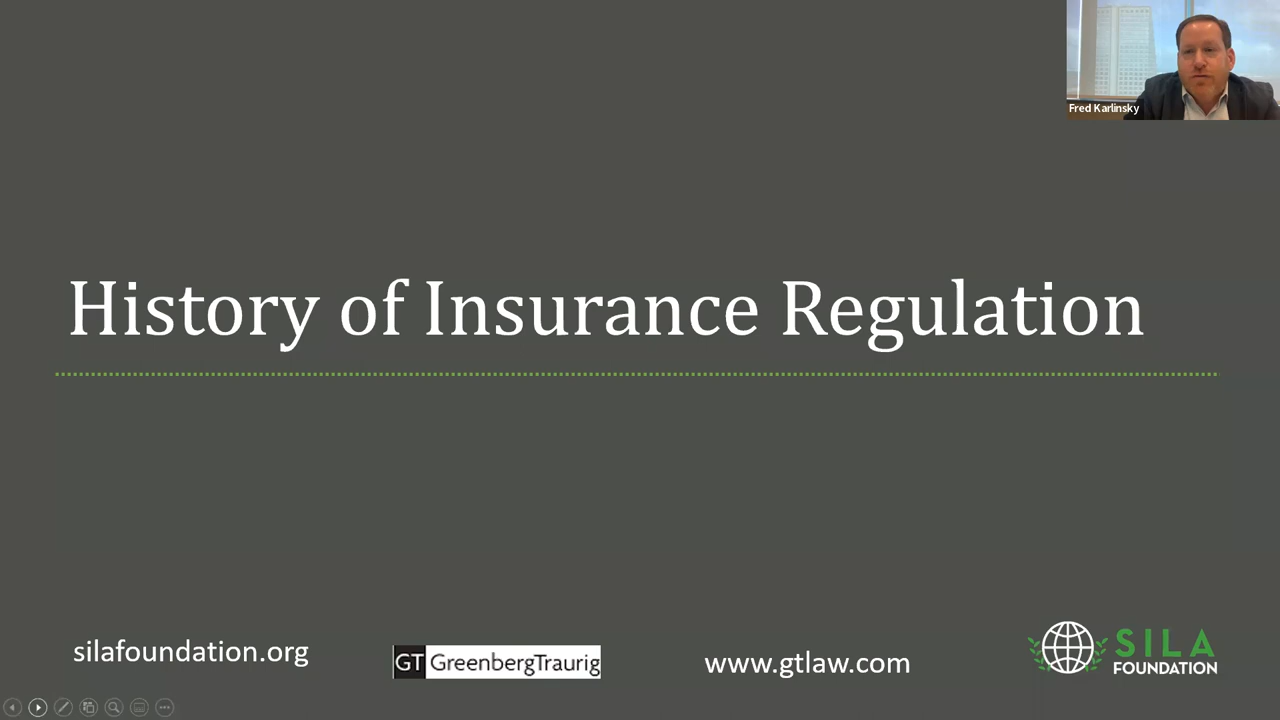 Fred Karlinsky
History of Insurance Regulation
silafoundation.org
GT GreenbergTraurig
www.gtlaw.com
SILA
FOUNDATION